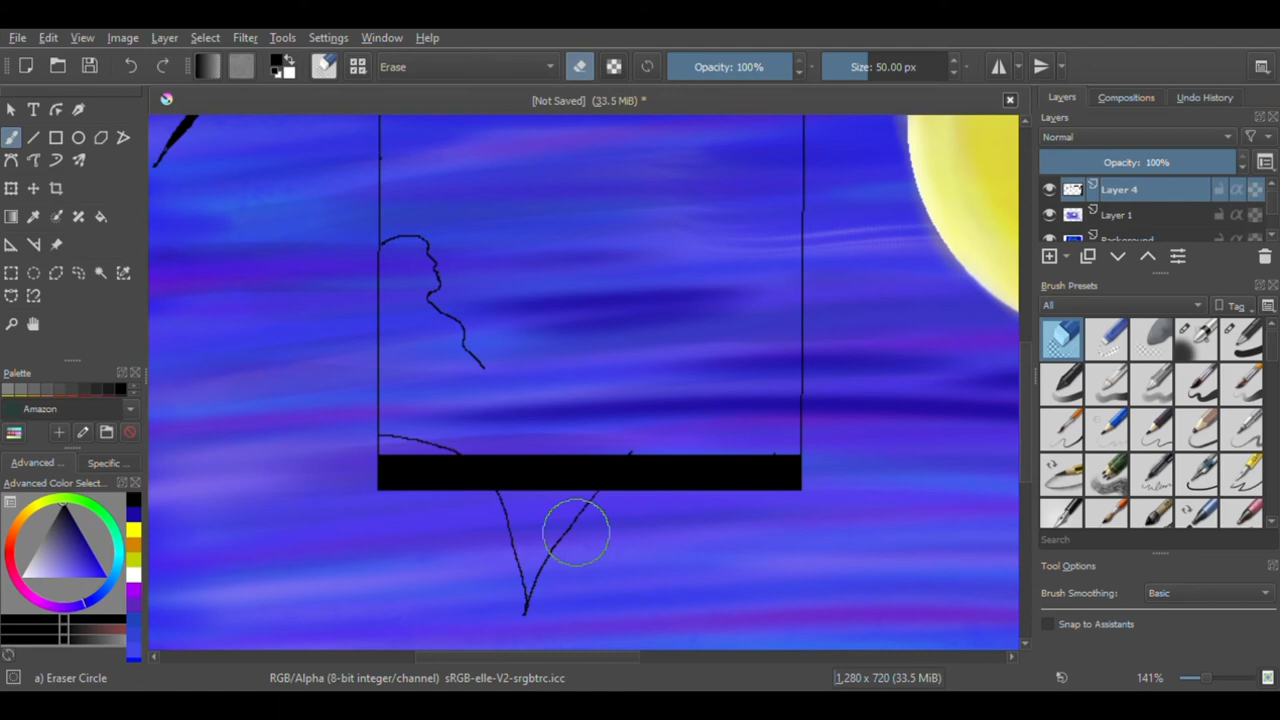 File Edit View Image Layer Select Filter Tools Settings Window Help
Erase Opacity: 100% Size: 50.00 px
[Not Saved] (33.5 MiB) * Layers Compositions Undo History
Layers
Normal
Opacity: 100%
Layer 4
Layer 1
Background
Brush Presets
All Tag
Palette
Amazon
Advanced ... Specific ...
Advanced Color Select...
Search
Tool Options
Brush Smoothing: Basic
Snap to Assistants
a) Eraser Circle RGB/Alpha (8-bit integer/channel) sRGB-elle-V2-srgbtrc.icc 1,280 x 720 (33.5 MiB) 141%